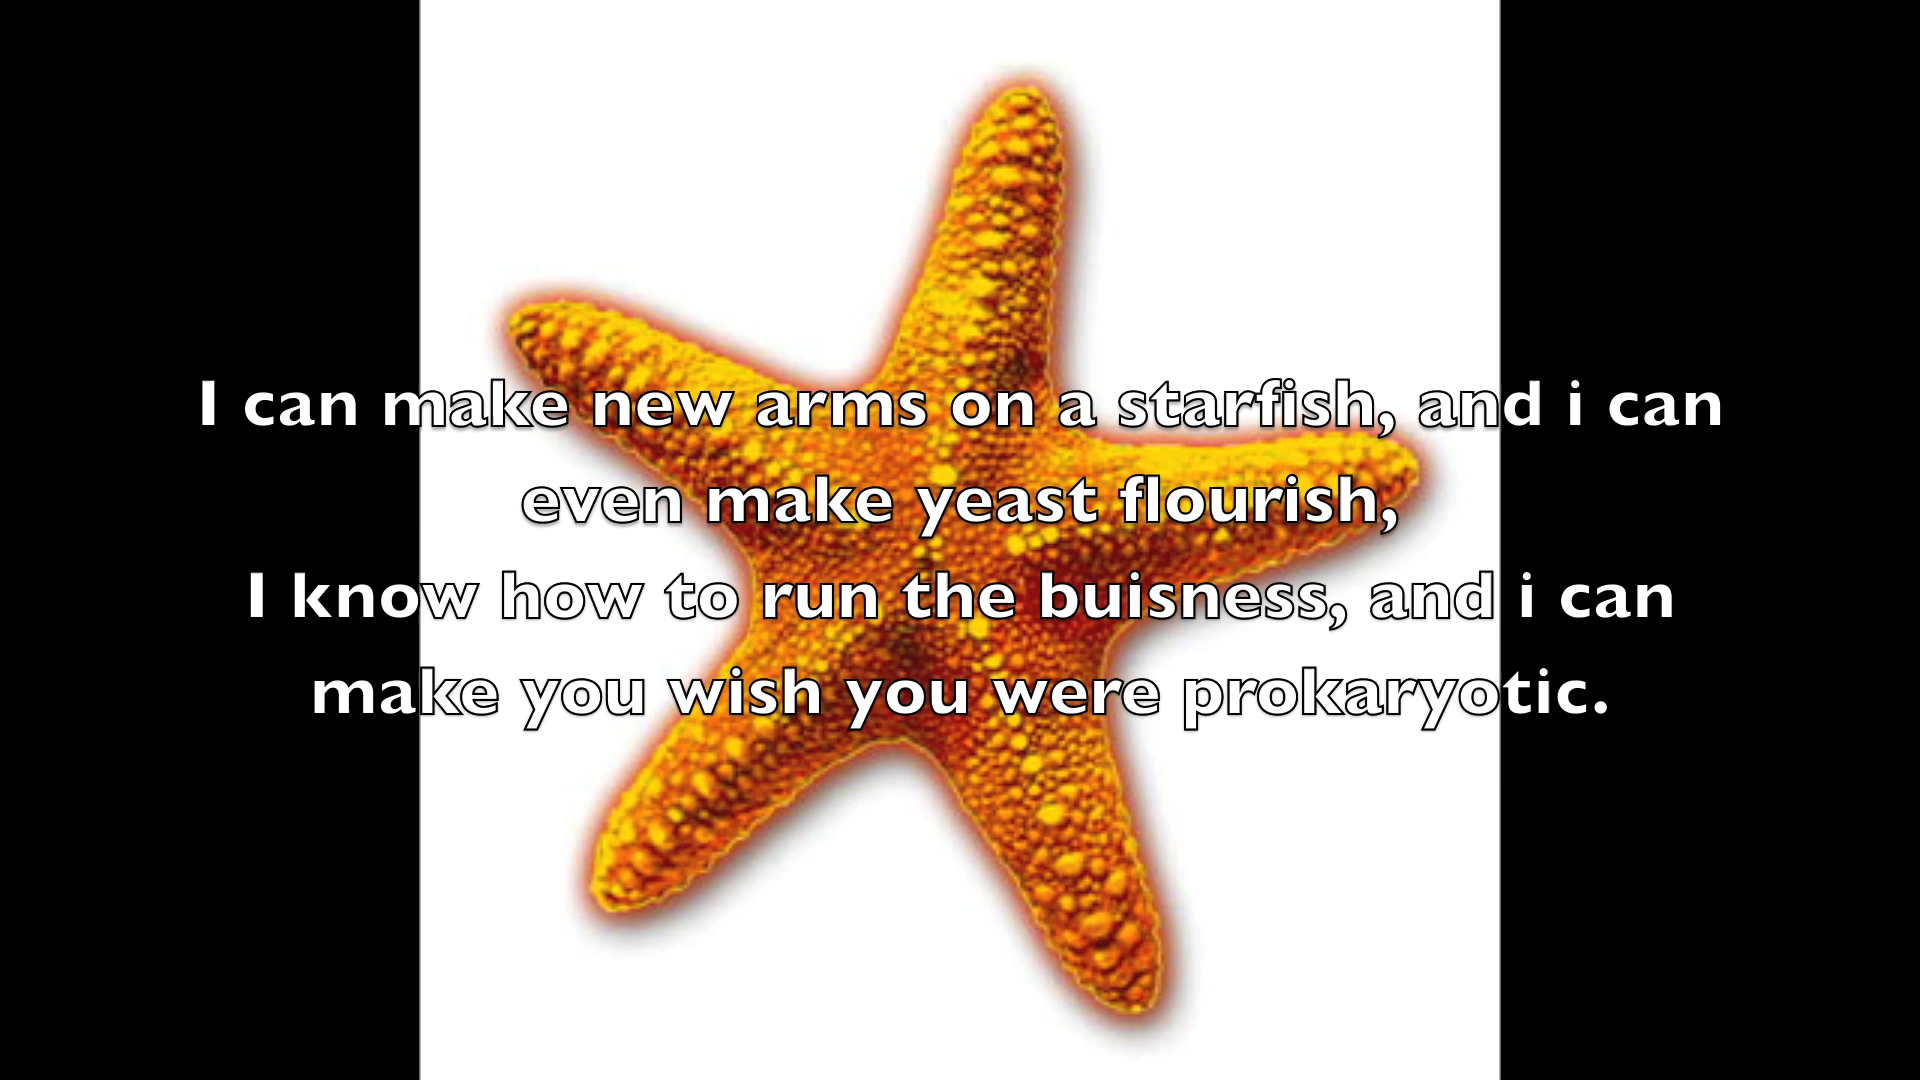 I can make new arms on a starfish, and i can
even make yeast flourish,
I know how to run the buisness, and i can
make you wish you were prokaryotic.